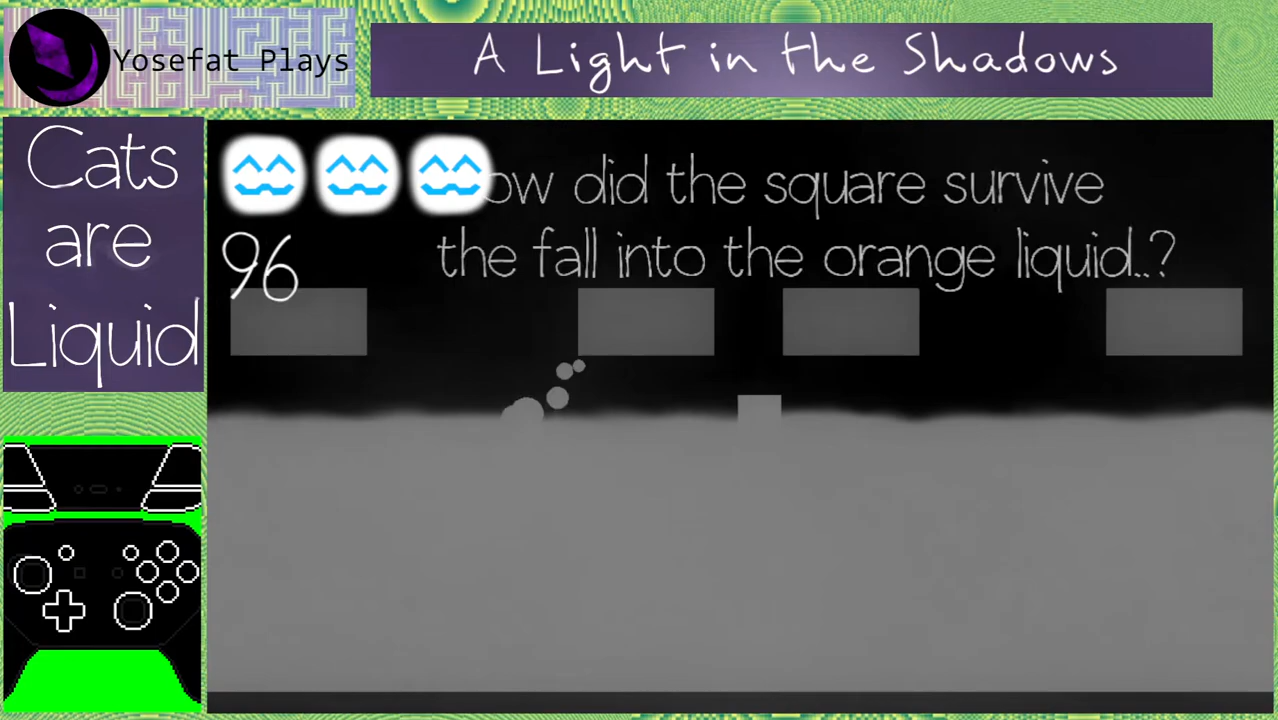 Yosefat Plays
A Light in the Shadows
Cats
are
Liquid
ow did the square survive
the fall into the orange liquid..?
96